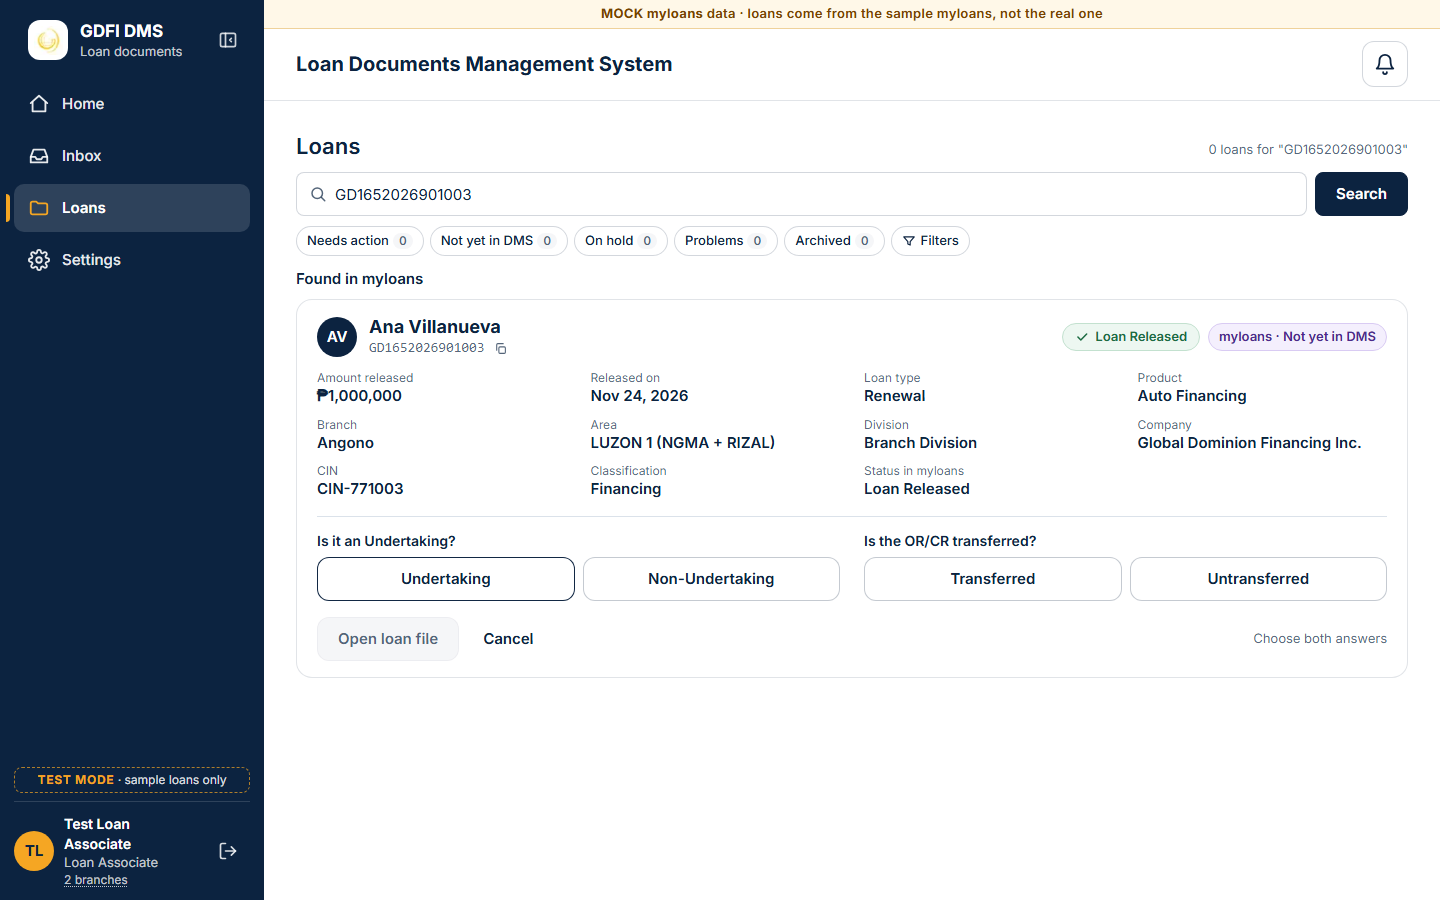 GDFI DMS
Loan documents
Home
Inbox
Loans
Settings
TEST MODE · sample loans only
TL
Test Loan Associate
Loan Associate
2 branches
MOCK myloans data · loans come from the sample myloans, not the real one
Loan Documents Management System
Loans
0 loans for "GD1652026901003"
GD1652026901003
Search
Needs action 0
Not yet in DMS 0
On hold 0
Problems 0
Archived 0
Filters
Found in myloans
AV
Ana Villanueva
GD1652026901003
Loan Released
myloans · Not yet in DMS
Amount released
₱1,000,000
Released on
Nov 24, 2026
Loan type
Renewal
Product
Auto Financing
Branch
Angono
Area
LUZON 1 (NGMA + RIZAL)
Division
Branch Division
Company
Global Dominion Financing Inc.
CIN
CIN-771003
Classification
Financing
Status in myloans
Loan Released
Is it an Undertaking?
Undertaking
Non-Undertaking
Is the OR/CR transferred?
Transferred
Untransferred
Open loan file
Cancel
Choose both answers